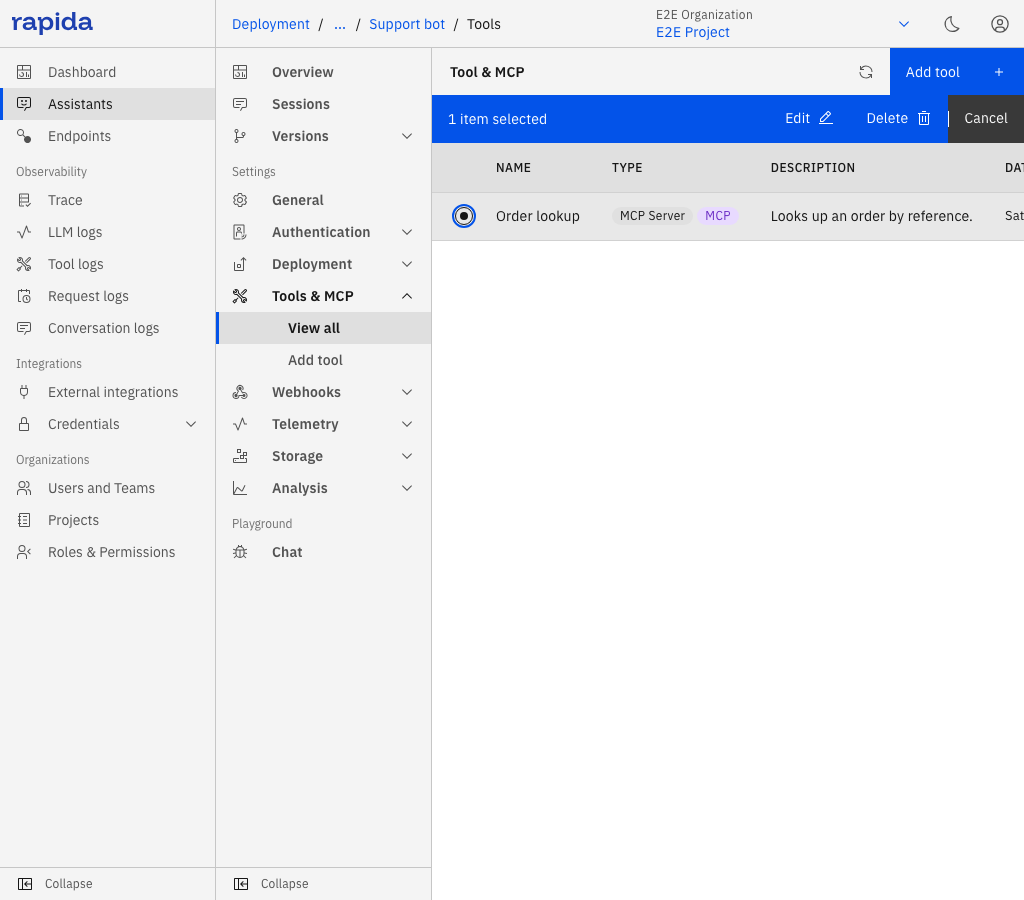 rapida
Deployment / ... / Support bot / Tools
E2E Organization
E2E Project
Dashboard
Assistants
Endpoints
Observability
Trace
LLM logs
Tool logs
Request logs
Conversation logs
Integrations
External integrations
Credentials
Organizations
Users and Teams
Projects
Roles & Permissions
Collapse
Overview
Sessions
Versions
Settings
General
Authentication
Deployment
Tools & MCP
View all
Add tool
Webhooks
Telemetry
Storage
Analysis
Playground
Chat
Collapse
Tool & MCP
Add tool +
1 item selected
Edit
Delete
Cancel
NAME TYPE DESCRIPTION DAT
Order lookup MCP Server MCP Looks up an order by reference. Sat